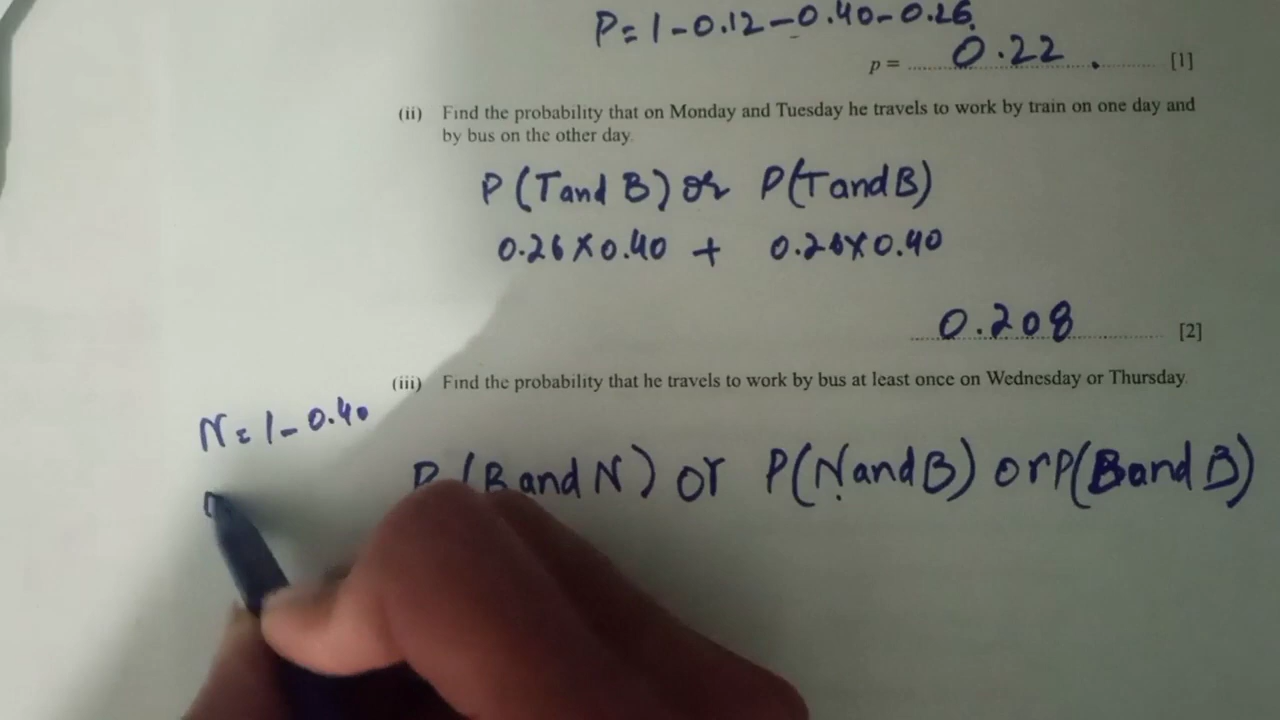 P = 1 - 0.12 - 0.40 - 0.26.
p = 0.22 . [1]
(ii) Find the probability that on Monday and Tuesday he travels to work by train on one day and
by bus on the other day.
P (T and B) or P(T and B)
0.26 × 0.40 + 0.26 × 0.40
0.208 [2]
(iii) Find the probability that he travels to work by bus at least once on Wednesday or Thursday.
N = 1 - 0.40
P (B and N) or P(N and B) or P(B and B)